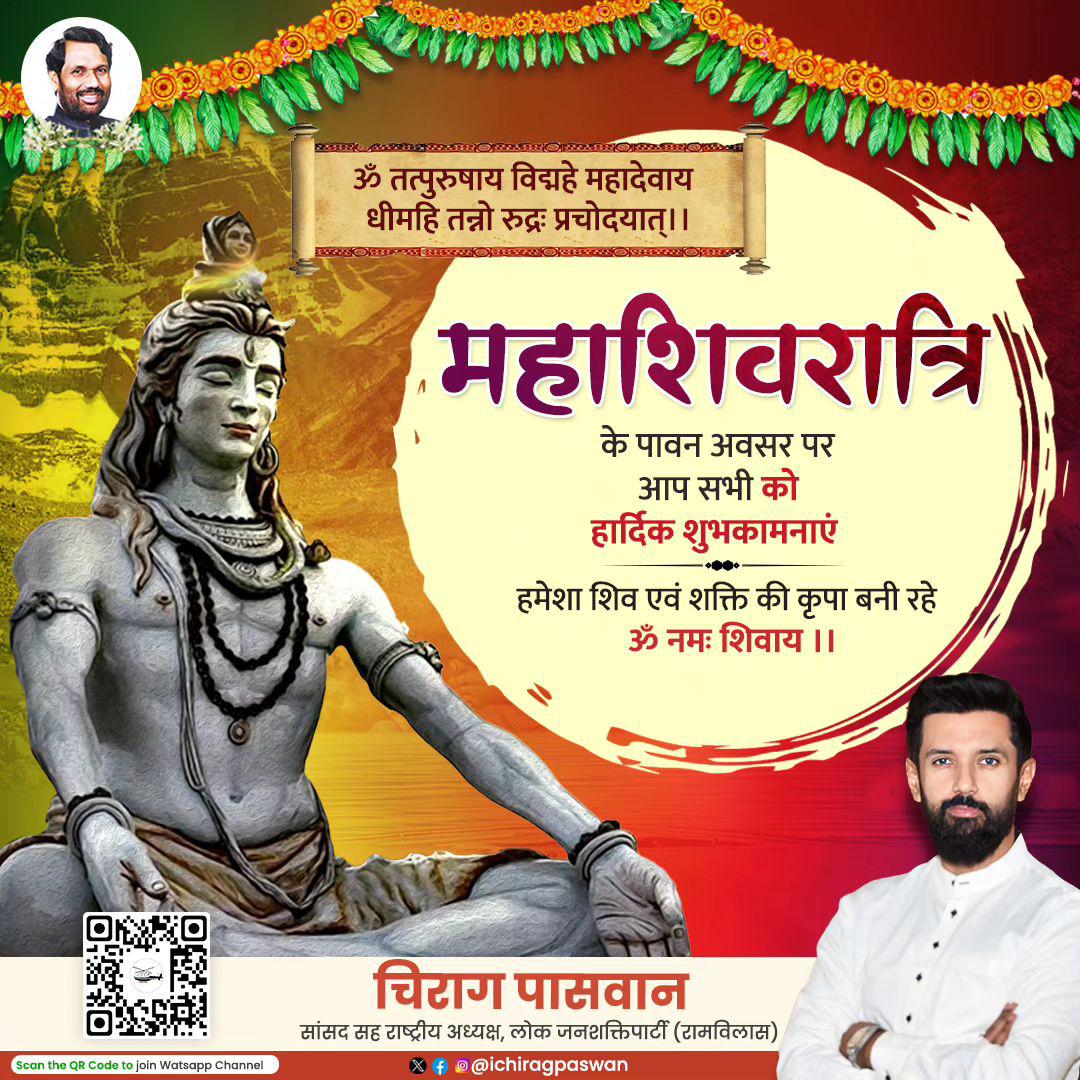 ॐ तत्पुरुषाय विद्महे महादेवाय
धीमहि तन्नो रुद्रः प्रचोदयात्।।
महाशिवरात्रि
के पावन अवसर पर
आप सभी को
हार्दिक शुभकामनाएं
हमेशा शिव एवं शक्ति की कृपा बनी रहे
ॐ नमः शिवाय ।।
चिराग पासवान
सांसद सह राष्ट्रीय अध्यक्ष, लोक जनशक्तिपार्टी (रामविलास)
Scan the QR Code to join Watsapp Channel
@ichiragpaswan